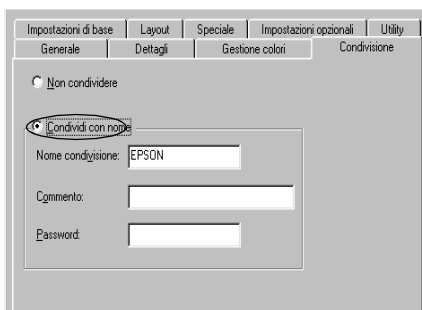 Impostazioni di base Layout Speciale Impostazioni opzionali Utility
Generale Dettagli Gestione colori Condivisione
Non condividere
Condividi con nome
Nome condivisione: EPSON
Commento:
Password: